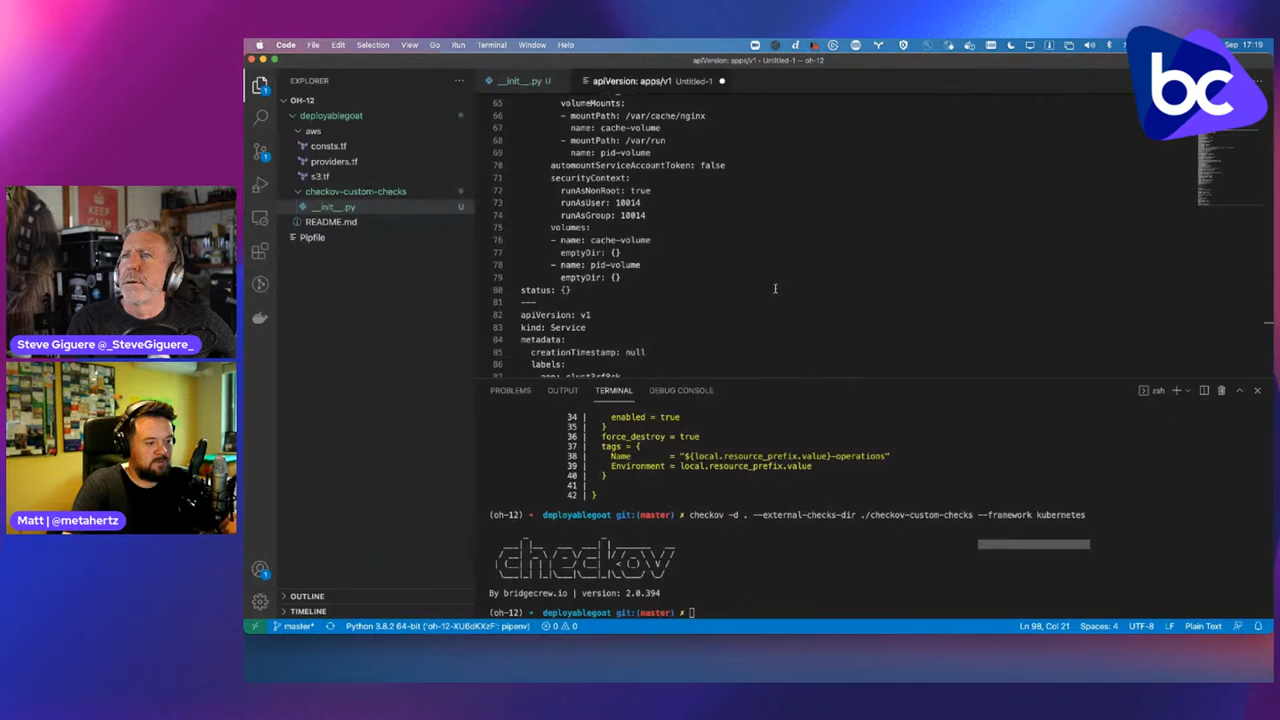 Code File Edit Selection View Go Run Terminal Window Help
Sep 17:19
apiVersion: apps/v1 • Untitled-1 — oh-12
EXPLORER
OH-12
deployablegoat
aws
consts.tf
providers.tf
s3.tf
checkov-custom-checks
__init__.py U
README.md
Pipfile
OUTLINE
TIMELINE
__init__.py U
apiVersion: apps/v1 Untitled-1
65 volumeMounts:
66 - mountPath: /var/cache/nginx
67 name: cache-volume
68 - mountPath: /var/run
69 name: pid-volume
70 automountServiceAccountToken: false
71 securityContext:
72 runAsNonRoot: true
73 runAsUser: 10014
74 runAsGroup: 10014
75 volumes:
76 - name: cache-volume
77 emptyDir: {}
78 - name: pid-volume
79 emptyDir: {}
80 status: {}
81 ---
82 apiVersion: v1
83 kind: Service
84 metadata:
85 creationTimestamp: null
86 labels:
PROBLEMS OUTPUT TERMINAL DEBUG CONSOLE
zsh
34 | enabled = true
35 | }
36 | force_destroy = true
37 | tags = {
38 | Name = "${local.resource_prefix.value}-operations"
39 | Environment = local.resource_prefix.value
40 | }
41 |
42 | }
(oh-12) → deployablegoat git:(master) ✗ checkov -d . --external-checks-dir ./checkov-custom-checks --framework kubernetes
checkov
By bridgecrew.io | version: 2.0.394
(oh-12) → deployablegoat git:(master) ✗
master* Python 3.8.2 64-bit ('oh-12-XU6dKXzF': pipenv) 0 0
Ln 98, Col 21 Spaces: 4 UTF-8 LF Plain Text
bc
KEEP
CALM
Steve Giguere @_SteveGiguere_
Matt | @metahertz